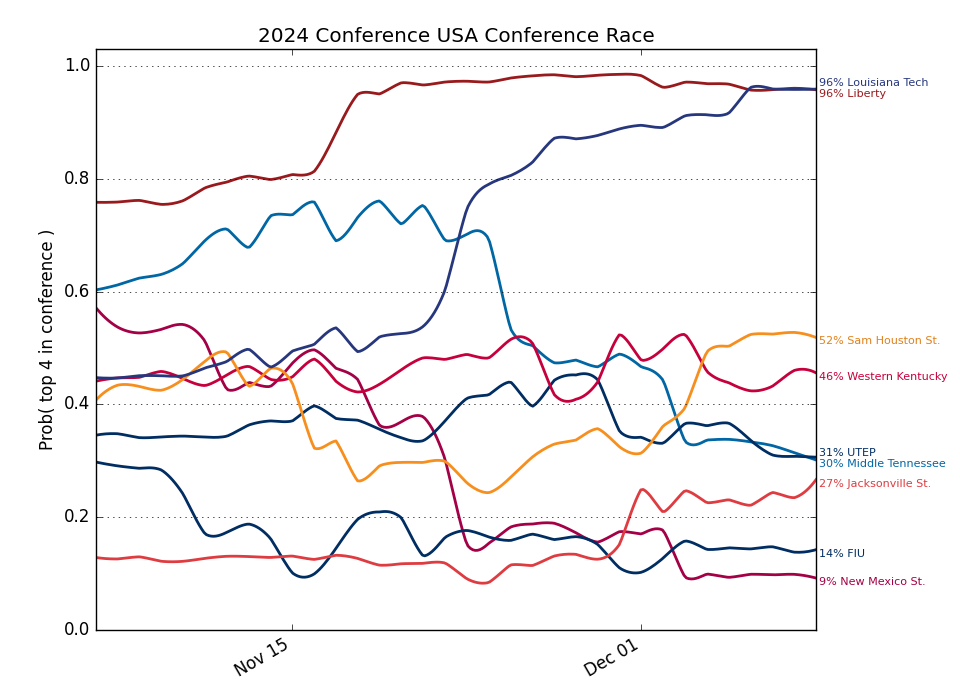 2024 Conference USA Conference Race
Prob( top 4 in conference )
1.0
0.8
0.6
0.4
0.2
0.0
Nov 15
Dec 01
96% Louisiana Tech
96% Liberty
52% Sam Houston St.
46% Western Kentucky
31% UTEP
30% Middle Tennessee
27% Jacksonville St.
14% FIU
9% New Mexico St.